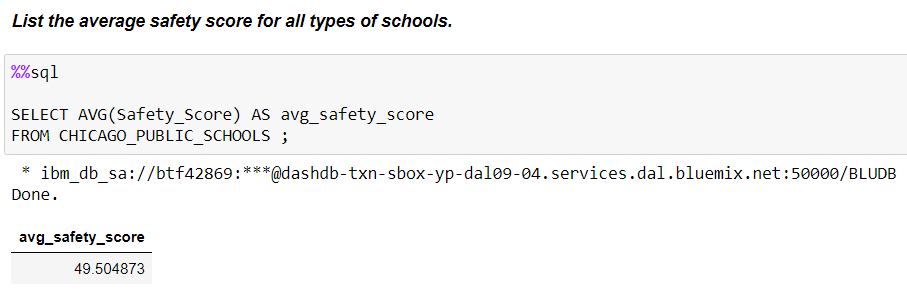 List the average safety score for all types of schools.
%%sql
SELECT AVG(Safety_Score) AS avg_safety_score
FROM CHICAGO_PUBLIC_SCHOOLS ;
* ibm_db_sa://btf42869:***@dashdb-txn-sbox-yp-dal09-04.services.dal.bluemix.net:50000/BLUDB
Done.
avg_safety_score
49.504873